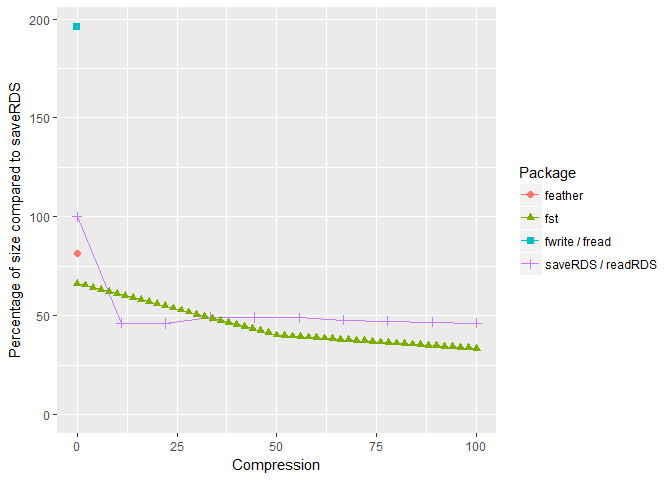 Percentage of size compared to saveRDS
200
150
100
50
0
0
25
50
75
100
Compression
Package
feather
fst
fwrite / fread
saveRDS / readRDS